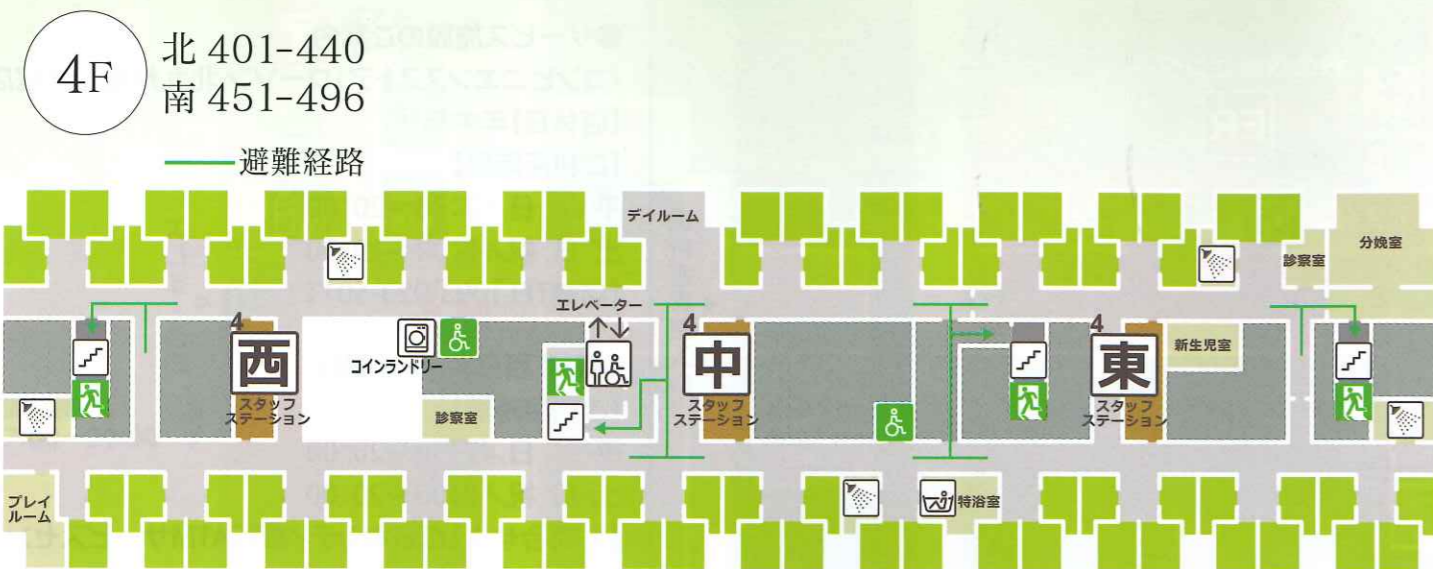 4F
北 401-440
南 451-496
避難経路
デイルーム
分娩室
診察室
エレベーター
4
西
スタッフ
ステーション
コインランドリー
診察室
4
中
スタッフ
ステーション
4
東
スタッフ
ステーション
新生児室
プレイ
ルーム
特浴室